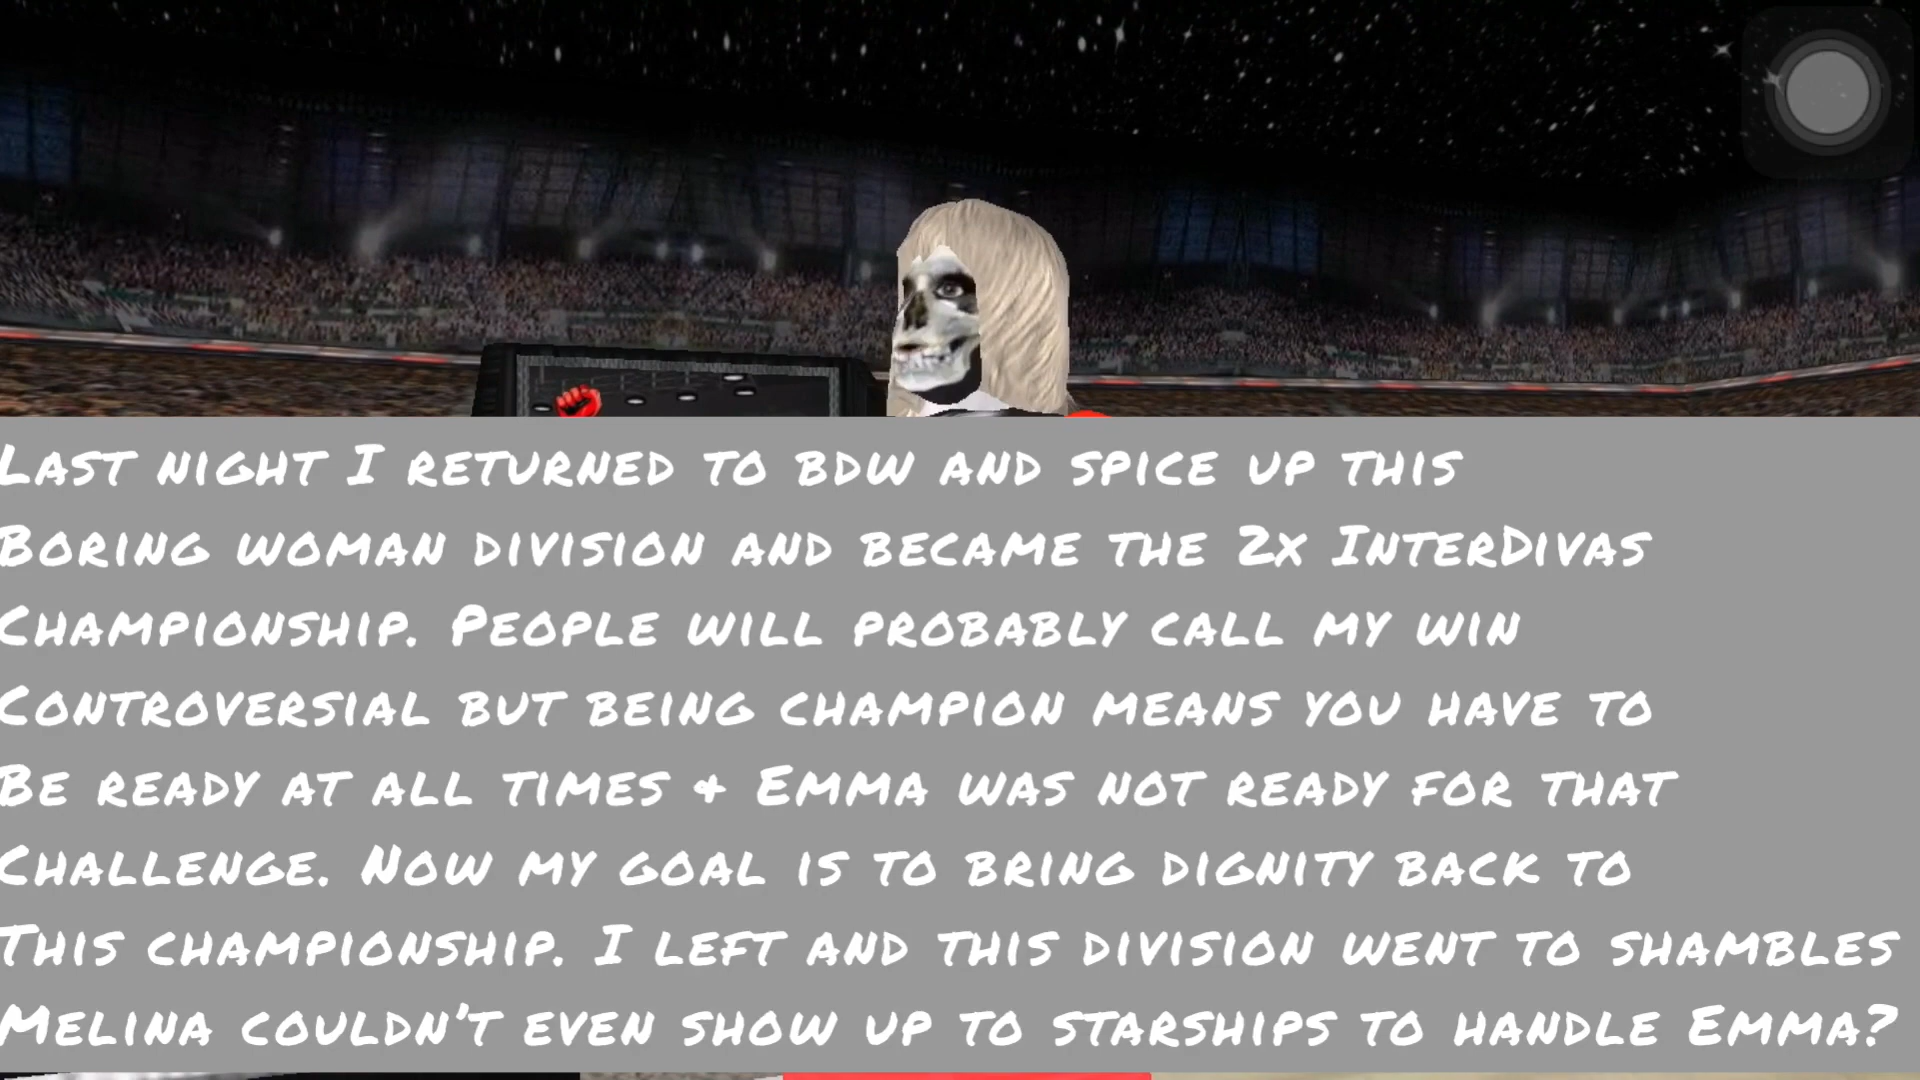 Last night I returned to bdw and spice up this
Boring woman division and became the 2x InterDivas
Championship. People will probably call my win
Controversial but being champion means you have to
Be ready at all times & Emma was not ready for that
Challenge. Now my goal is to bring dignity back to
This championship. I left and this division went to shambles
Melina couldn't even show up to starships to handle Emma?